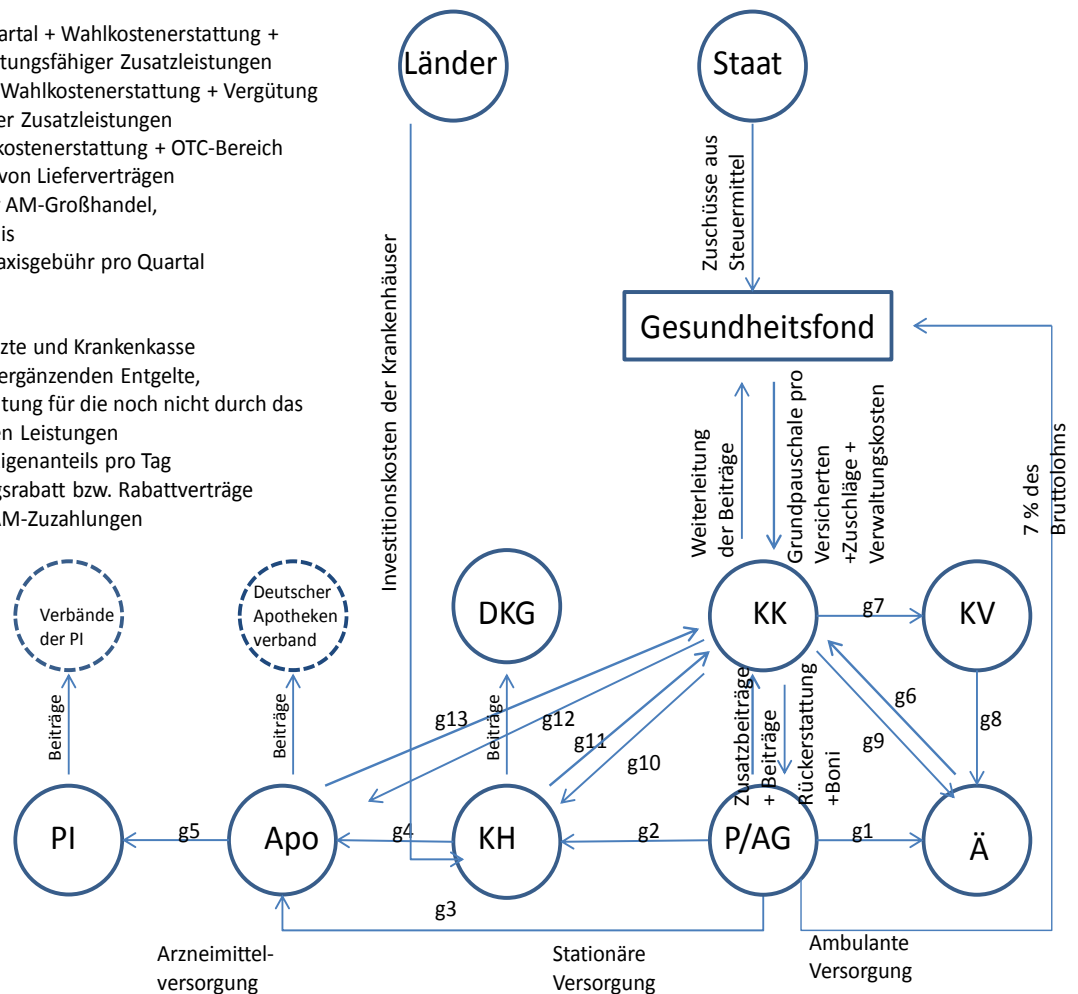 artal + Wahlkostenerstattung +
tungsfähiger Zusatzleistungen
Wahlkostenerstattung + Vergütung
er Zusatzleistungen
kostenerstattung + OTC-Bereich
von Lieferverträgen
AM-Großhandel,
is
axisgebühr pro Quartal
zte und Krankenkasse
ergänzenden Entgelte,
tung für die noch nicht durch das
en Leistungen
igenanteils pro Tag
gsrabatt bzw. Rabattverträge
AM-Zuzahlungen
Länder
Staat
Zuschüsse aus
Steuermittel
Gesundheitsfond
Investitionskosten der Krankenhäuser
Weiterleitung
der Beiträge
Grundpauschale pro
Versicherten
+Zuschläge +
Verwaltungskosten
7 % des
Bruttolohns
Verbände
der PI
Deutscher
Apotheken
verband
DKG
KK
KV
g7
Beiträge
Beiträge
Beiträge
g13
g12
g11
g10
Zusatzbeiträge
+ Beiträge
Rückerstattung
+Boni
g6
g9
g8
PI
g5
Apo
g4
KH
g2
P/AG
g1
Ä
g3
Arzneimittel-
versorgung
Stationäre
Versorgung
Ambulante
Versorgung